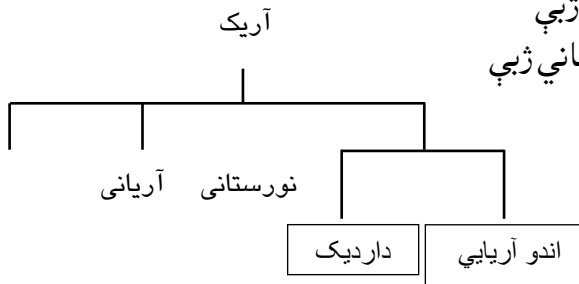 ژبې
ژبې
آریک
آریانی نورستانی
اندو آریایي داردیک